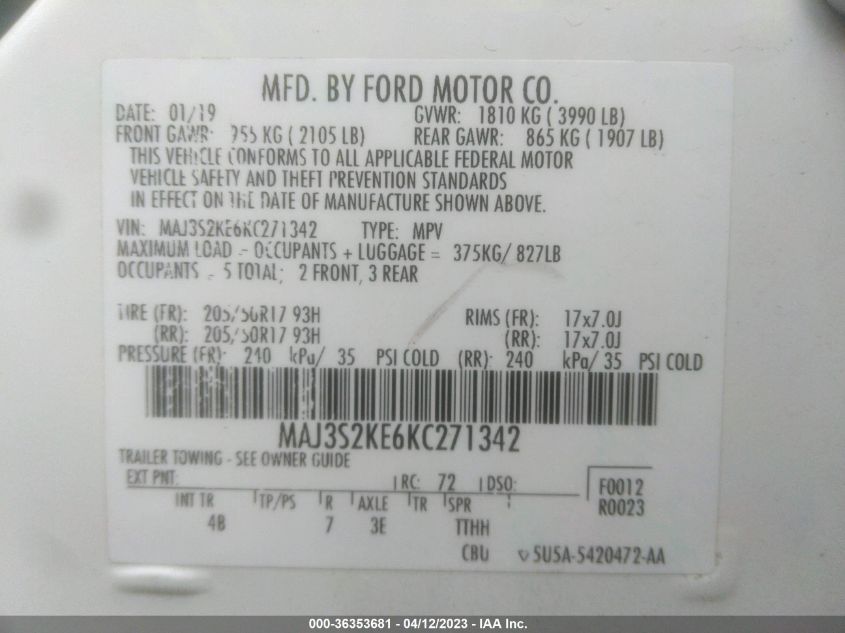 MFD. BY FORD MOTOR CO.
DATE: 01/19 GVWR: 1810 KG ( 3990 LB)
FRONT GAWR: 955 KG ( 2105 LB) REAR GAWR: 865 KG ( 1907 LB)
THIS VEHICLE CONFORMS TO ALL APPLICABLE FEDERAL MOTOR
VEHICLE SAFETY AND THEFT PREVENTION STANDARDS
IN EFFECT ON THE DATE OF MANUFACTURE SHOWN ABOVE.
VIN: MAJ3S2KE6KC271342 TYPE: MPV
MAXIMUM LOAD - OCCUPANTS + LUGGAGE = 375KG/ 827LB
OCCUPANTS - 5 TOTAL; 2 FRONT, 3 REAR
TIRE (FR): 205/50R17 93H RIMS (FR): 17x7.0J
(RR): 205/50R17 93H (RR): 17x7.0J
PRESSURE (FR): 240 kPa/ 35 PSI COLD (RR): 240 kPa/ 35 PSI COLD
MAJ3S2KE6KC271342
TRAILER TOWING - SEE OWNER GUIDE
EXT PNT: RC: 72 DSO: F0012
R0023
INT TR TP/PS R AXLE TR SPR
4B 7 3E TTHH
CBU 5U5A-5420472-AA
000-36353681 - 04/12/2023 - IAA Inc.